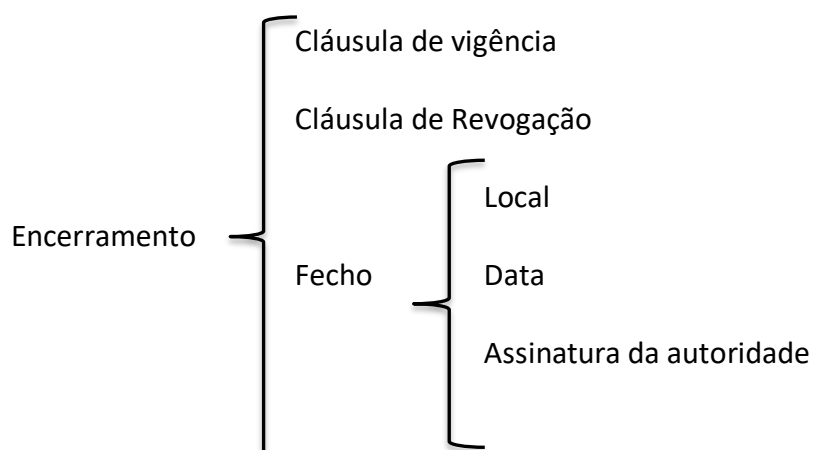 Cláusula de vigência
Cláusula de Revogação
Local
Encerramento
Fecho
Data
Assinatura da autoridade